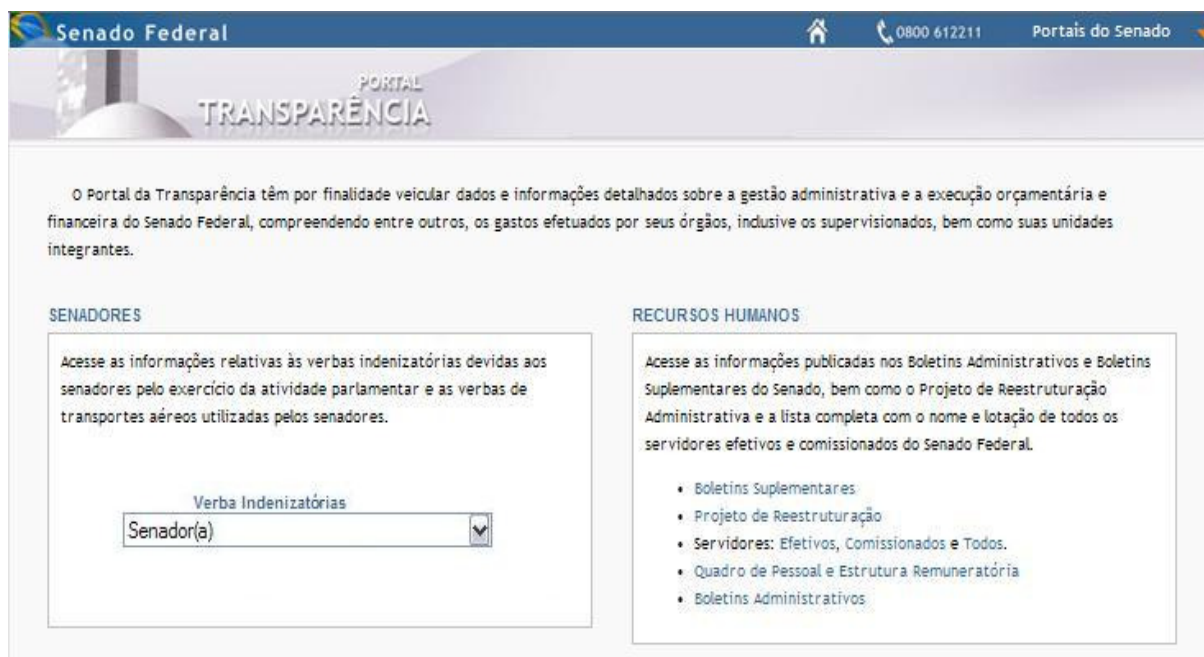 Senado Federal
0800 612211
Portais do Senado
PORTAL
TRANSPARÊNCIA
O Portal da Transparência têm por finalidade veicular dados e informações detalhados sobre a gestão administrativa e a execução orçamentária e
financeira do Senado Federal, compreendendo entre outros, os gastos efetuados por seus órgãos, inclusive os supervisionados, bem como suas unidades
integrantes.
SENADORES
Acesse as informações relativas às verbas indenizatórias devidas aos
senadores pelo exercício da atividade parlamentar e as verbas de
transportes aéreos utilizadas pelos senadores.
Verba Indenizatórias
Senador(a)
RECURSOS HUMANOS
Acesse as informações publicadas nos Boletins Administrativos e Boletins
Suplementares do Senado, bem como o Projeto de Reestruturação
Administrativa e a lista completa com o nome e lotação de todos os
servidores efetivos e comissionados do Senado Federal.
• Boletins Suplementares
• Projeto de Reestruturação
• Servidores: Efetivos, Comissionados e Todos.
• Quadro de Pessoal e Estrutura Remuneratória
• Boletins Administrativos